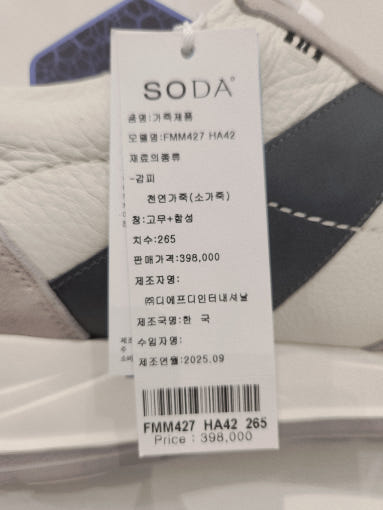 SODA
품명:가죽제품
모델명:FMM427 HA42
재료의종류
-갑피
천연가죽(소가죽)
창:고무+합성
치수:265
판매가격:398,000
제조자명:
㈜디에프디인터내셔날
제조국명:한 국
수입자명:
제조연월:2025.09
FMM427 HA42 265
Price : 398,000